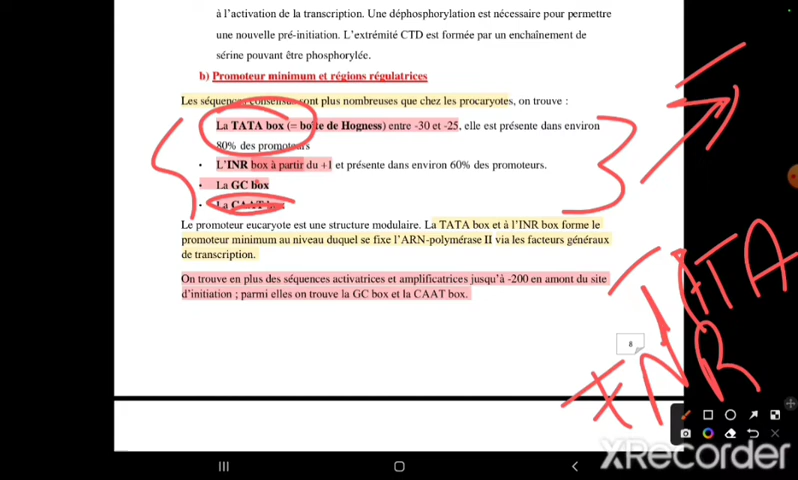 à l'activation de la transcription. Une déphosphorylation est nécessaire pour permettre
une nouvelle pré-initiation. L'extrémité CTD est formée par un enchaînement de
sérine pouvant être phosphorylée.
b) Promoteur minimum et régions régulatrices
Les séquences consensus sont plus nombreuses que chez les procaryotes, on trouve :
La TATA box (= boîte de Hogness) entre -30 et -25, elle est présente dans environ
80% des promoteurs
• L'INR box à partir du +1 et présente dans environ 60% des promoteurs.
• La GC box
• La
Le promoteur eucaryote est une structure modulaire. La TATA box et à l'INR box forme le
promoteur minimum au niveau duquel se fixe l'ARN-polymérase II via les facteurs généraux
de transcription.
On trouve en plus des séquences activatrices et amplificatrices jusqu'à -200 en amont du site
d'initiation ; parmi elles on trouve la GC box et la CAAT box.
TATA
INR
8
XRecorder